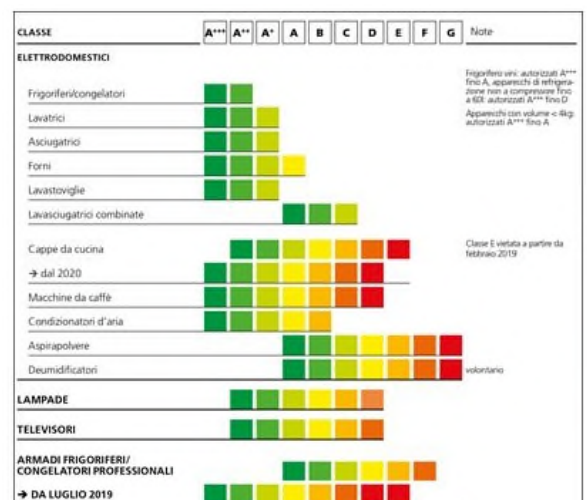 CLASSE A+++ A++ A+ A B C D E F G Note
ELETTRODOMESTICI
Frigoriferi/congelatori
Frigorifero vini: autorizzati A+++
fino A, apparecchi di refrigera-
zione non a compressore fino
a 60l: autorizzati A+++ fino D
Lavatrici
Apparecchi con volume < 4kg:
autorizzati A+++ fino A
Asciugatrici
Forni
Lavastoviglie
Lavasciugatrici combinate
Cappe da cucina
Classe E vietata a partire da
febbraio 2019
→ dal 2020
Macchine da caffè
Condizionatori d'aria
Aspirapolvere
Deumidificatori volontario
LAMPADE
TELEVISORI
ARMADI FRIGORIFERI/
CONGELATORI PROFESSIONALI
→ DA LUGLIO 2019